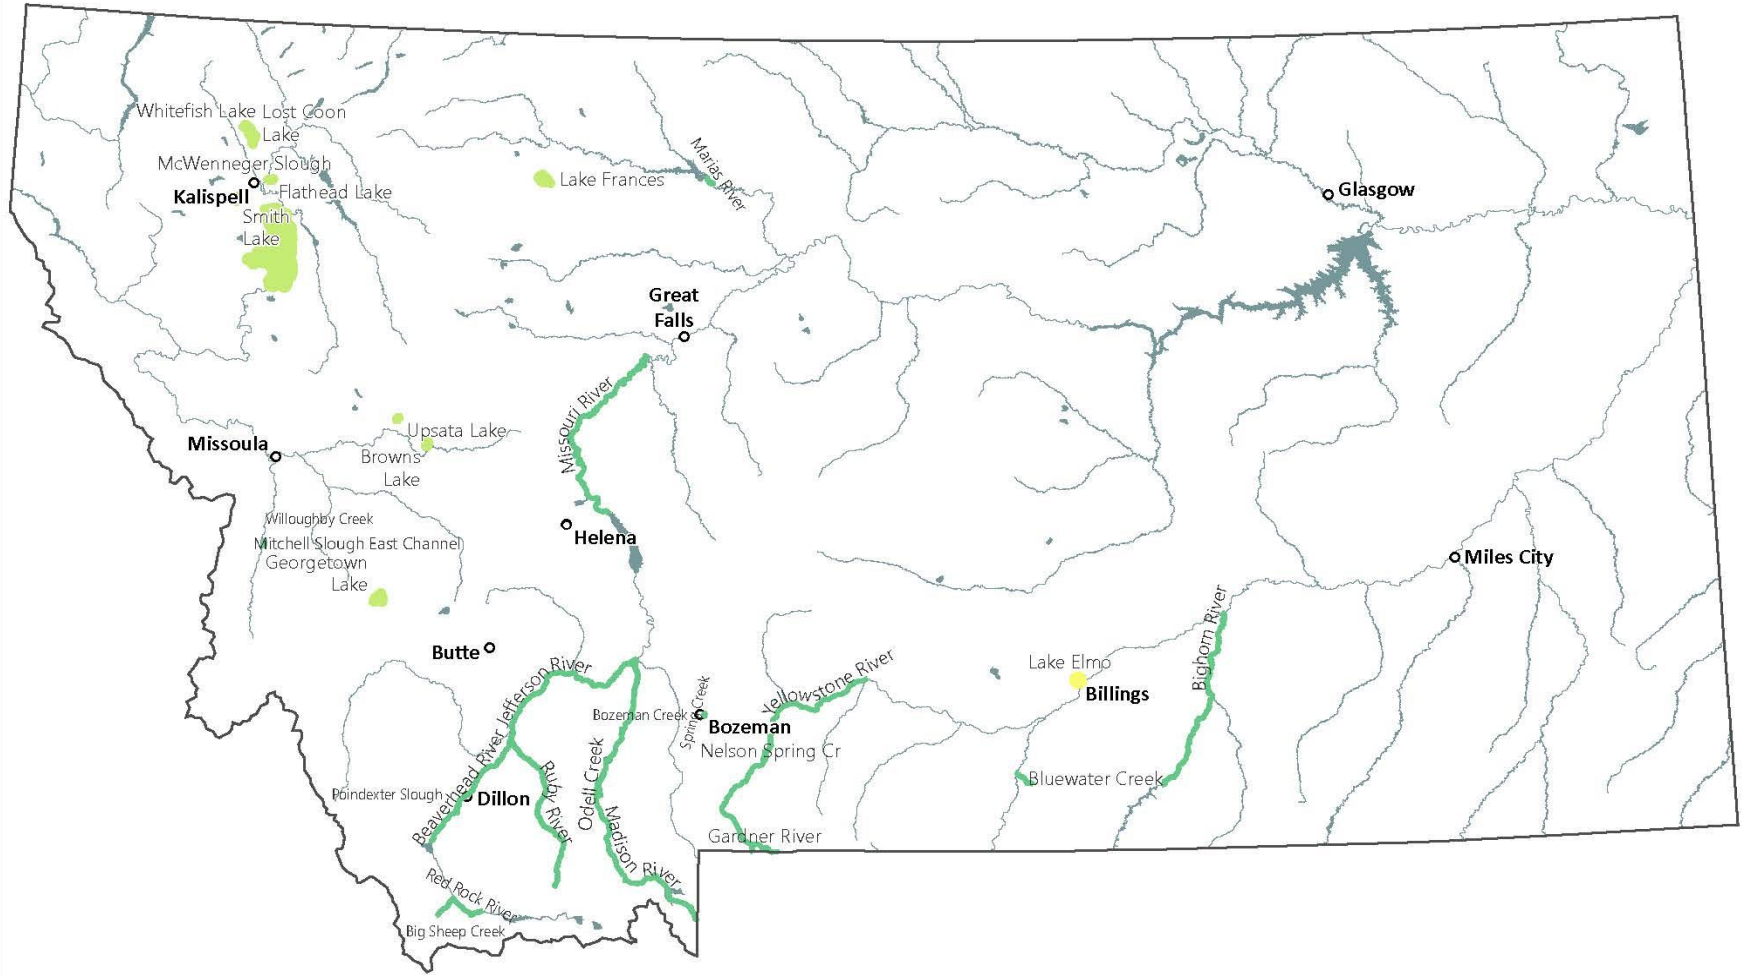 Whitefish Lake
Lost Coon
Lake
McWenneger Slough
Kalispell
Flathead Lake
Smith
Lake
Lake Frances
Marias River
Glasgow
Great
Falls
Missouri River
Missoula
Upsata Lake
Browns
Lake
Willoughby Creek
Mitchell Slough East Channel
Georgetown
Lake
Helena
Miles City
Butte
Jefferson River
Bozeman Creek
Spring Creek
Bozeman
Yellowstone River
Nelson Spring Cr
Lake Elmo
Billings
Bighorn River
Bluewater Creek
Poindexter Slough
Beaverhead River
Dillon
Ruby River
Odell Creek
Madison River
Gardner River
Red Rock River
Big Sheep Creek